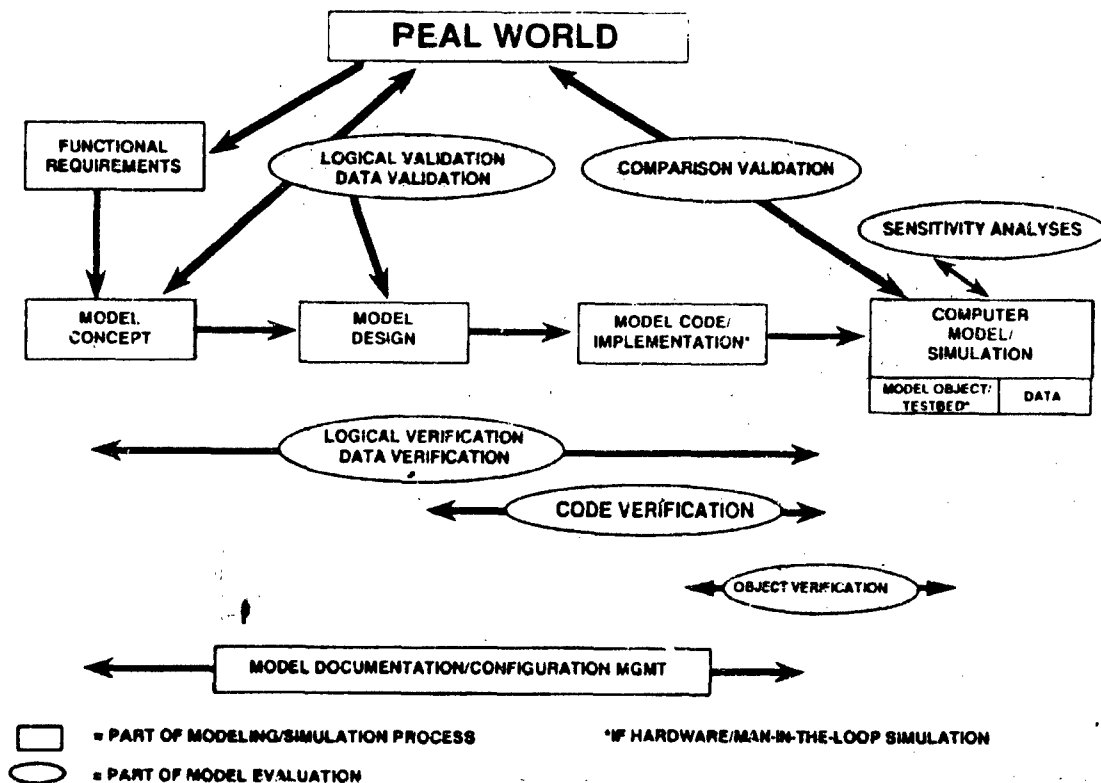 PEAL WORLD
FUNCTIONAL
REQUIREMENTS
LOGICAL VALIDATION
DATA VALIDATION
COMPARISON VALIDATION
SENSITIVITY ANALYSES
MODEL
CONCEPT
MODEL
DESIGN
MODEL CODE/
IMPLEMENTATION*
COMPUTER
MODEL/
SIMULATION
MODEL OBJECT/
TESTBED*
DATA
LOGICAL VERIFICATION
DATA VERIFICATION
CODE VERIFICATION
OBJECT VERIFICATION
MODEL DOCUMENTATION/CONFIGURATION MGMT
= PART OF MODELING/SIMULATION PROCESS
*IF HARDWARE/MAN-IN-THE-LOOP SIMULATION
= PART OF MODEL EVALUATION